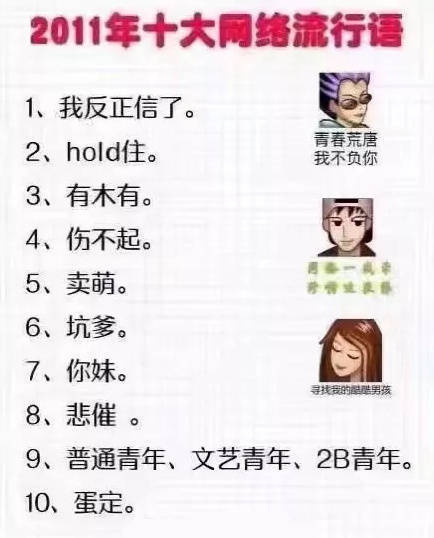 2011年十大网络流行语
1、我反正信了。
青春荒唐
我不负你
2、hold住。
3、有木有。
4、伤不起。
5、卖萌。
6、坑爹。
寻找我的酷酷男孩
7、你妹。
8、悲催 。
9、普通青年、文艺青年、2B青年。
10、蛋定。